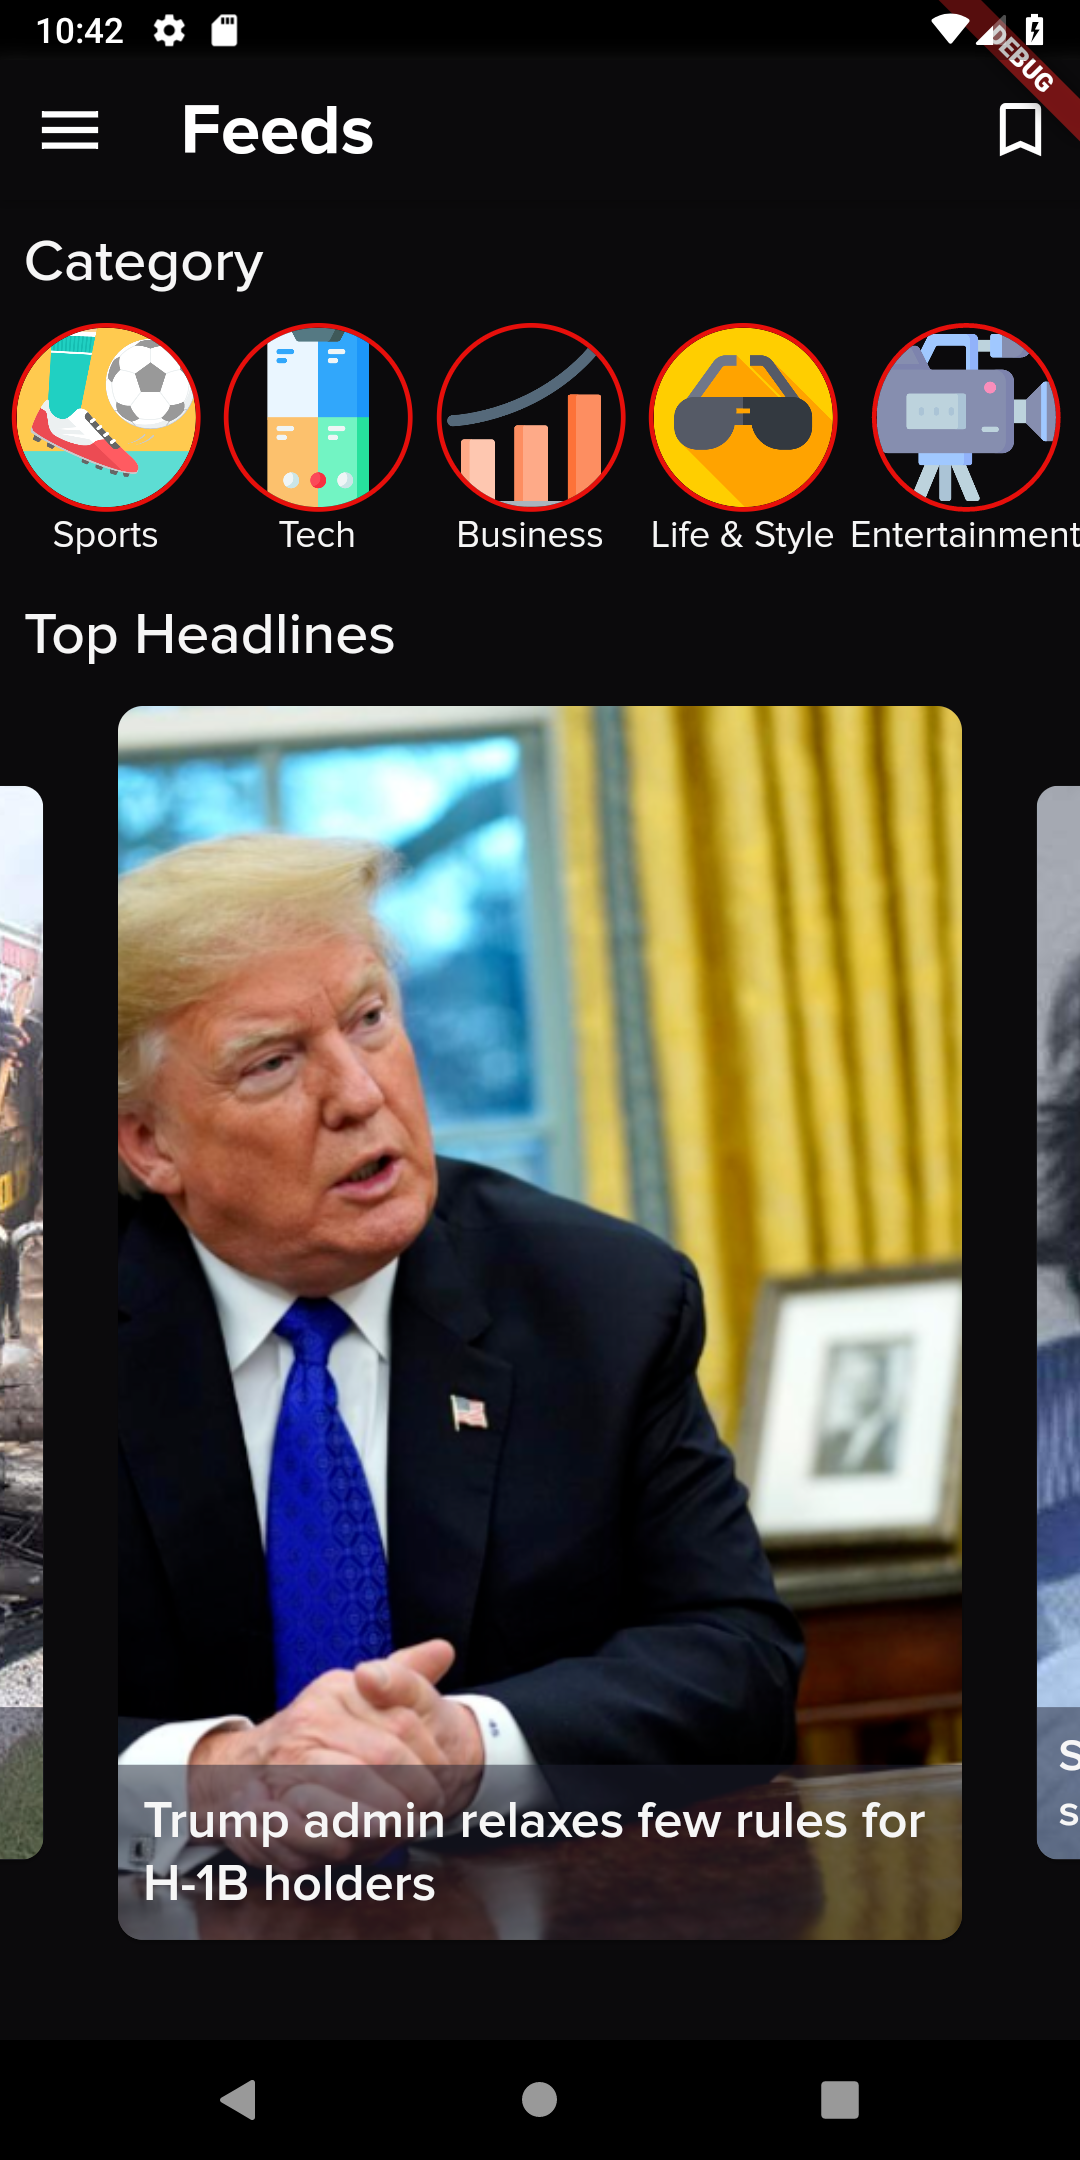 10:42
DEBUG
Feeds
Category
Sports
Tech
Business
Life & Style
Entertainment
Top Headlines
Trump admin relaxes few rules for
H-1B holders
S
s